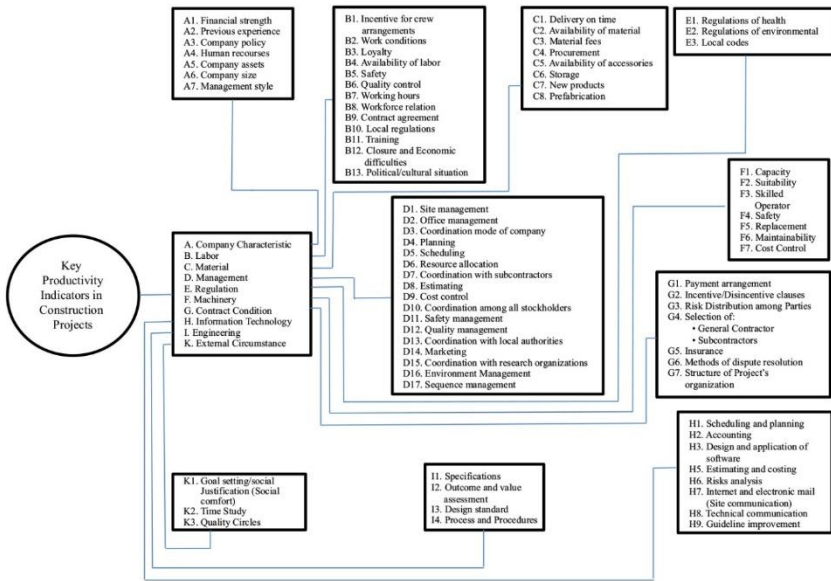 A1. Financial strength
A2. Previous experience
A3. Company policy
A4. Human recourses
A5. Company assets
A6. Company size
A7. Management style
B1. Incentive for crew
arrangements
B2. Work conditions
B3. Loyalty
B4. Availability of labor
B5. Safety
B6. Quality control
B7. Working hours
B8. Workforce relation
B9. Contract agreement
B10. Local regulations
B11. Training
B12. Closure and Economic
difficulties
B13. Political/cultural situation
C1. Delivery on time
C2. Availability of material
C3. Material fees
C4. Procurement
C5. Availability of accessories
C6. Storage
C7. New products
C8. Prefabrication
E1. Regulations of health
E2. Regulations of environmental
E3. Local codes
Key
Productivity
Indicators in
Construction
Projects
A. Company Characteristic
B. Labor
C. Material
D. Management
E. Regulation
F. Machinery
G. Contract Condition
H. Information Technology
I. Engineering
K. External Circumstance
D1. Site management
D2. Office management
D3. Coordination mode of company
D4. Planning
D5. Scheduling
D6. Resource allocation
D7. Coordination with subcontractors
D8. Estimating
D9. Cost control
D10. Coordination among all stockholders
D11. Safety management
D12. Quality management
D13. Coordination with local authorities
D14. Marketing
D15. Coordination with research organizations
D16. Environment Management
D17. Sequence management
F1. Capacity
F2. Suitability
F3. Skilled
Operator
F4. Safety
F5. Replacement
F6. Maintainability
F7. Cost Control
G1. Payment arrangement
G2. Incentive/Disincentive clauses
G3. Risk Distribution among Parties
G4. Selection of:
• General Contractor
• Subcontractors
G5. Insurance
G6. Methods of dispute resolution
G7. Structure of Project's
organization
H1. Scheduling and planning
H2. Accounting
H3. Design and application of
software
H5. Estimating and costing
H6. Risks analysis
H7. Internet and electronic mail
(Site communication)
H8. Technical communication
H9. Guideline improvement
K1. Goal setting/social
Justification (Social
comfort)
K2. Time Study
K3. Quality Circles
I1. Specifications
I2. Outcome and value
assessment
I3. Design standard
I4. Process and Procedures